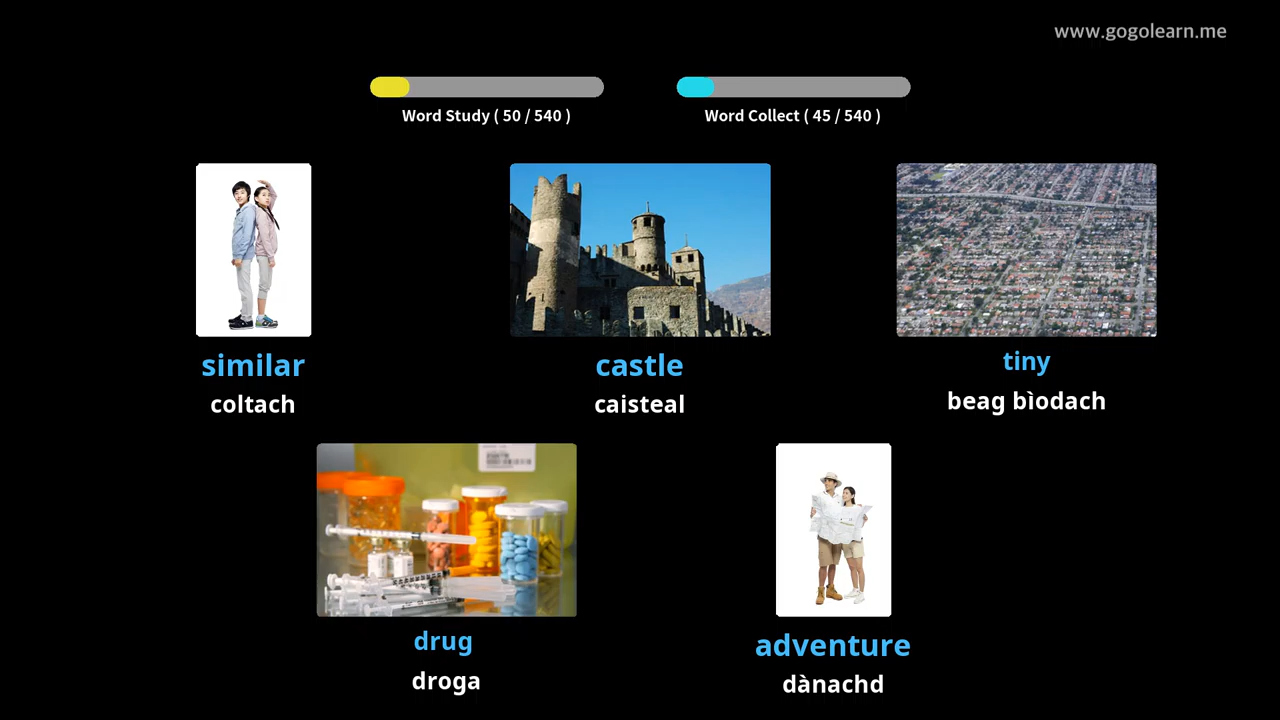 www.gogolearn.me
Word Study ( 50 / 540 )
Word Collect ( 45 / 540 )
similar
coltach
castle
caisteal
tiny
beag bìodach
drug
droga
adventure
dànachd